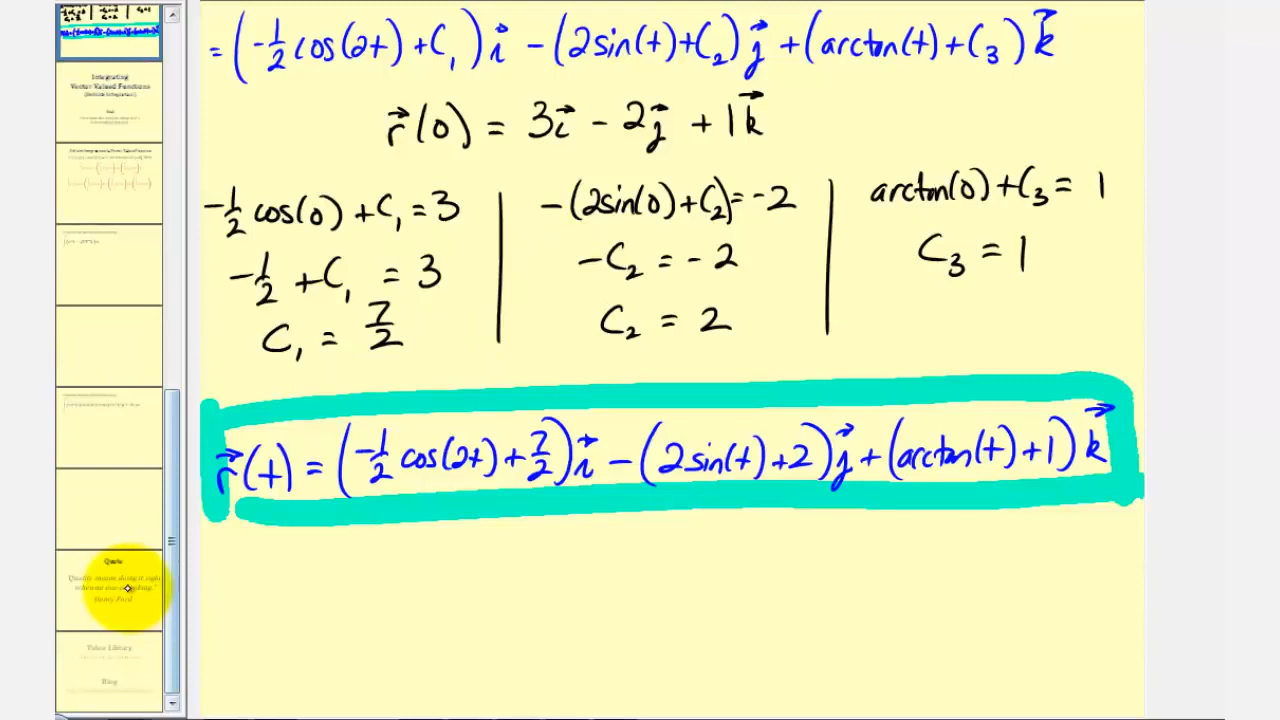 = (-1/2 cos(2t) + C₁) i⃗ - (2sin(t) + C₂) j⃗ + (arctan(t) + C₃) k⃗
r⃗(0) = 3i⃗ - 2j⃗ + 1k⃗
-1/2 cos(0) + C₁ = 3
-1/2 + C₁ = 3
C₁ = 7/2
-(2sin(0) + C₂) = -2
-C₂ = -2
C₂ = 2
arctan(0) + C₃ = 1
C₃ = 1
r⃗(t) = (-1/2 cos(2t) + 7/2) i⃗ - (2sin(t) + 2) j⃗ + (arctan(t) + 1) k⃗
Integrating
Vector Valued Functions
Quote
Henry Ford
Video Library
Blog